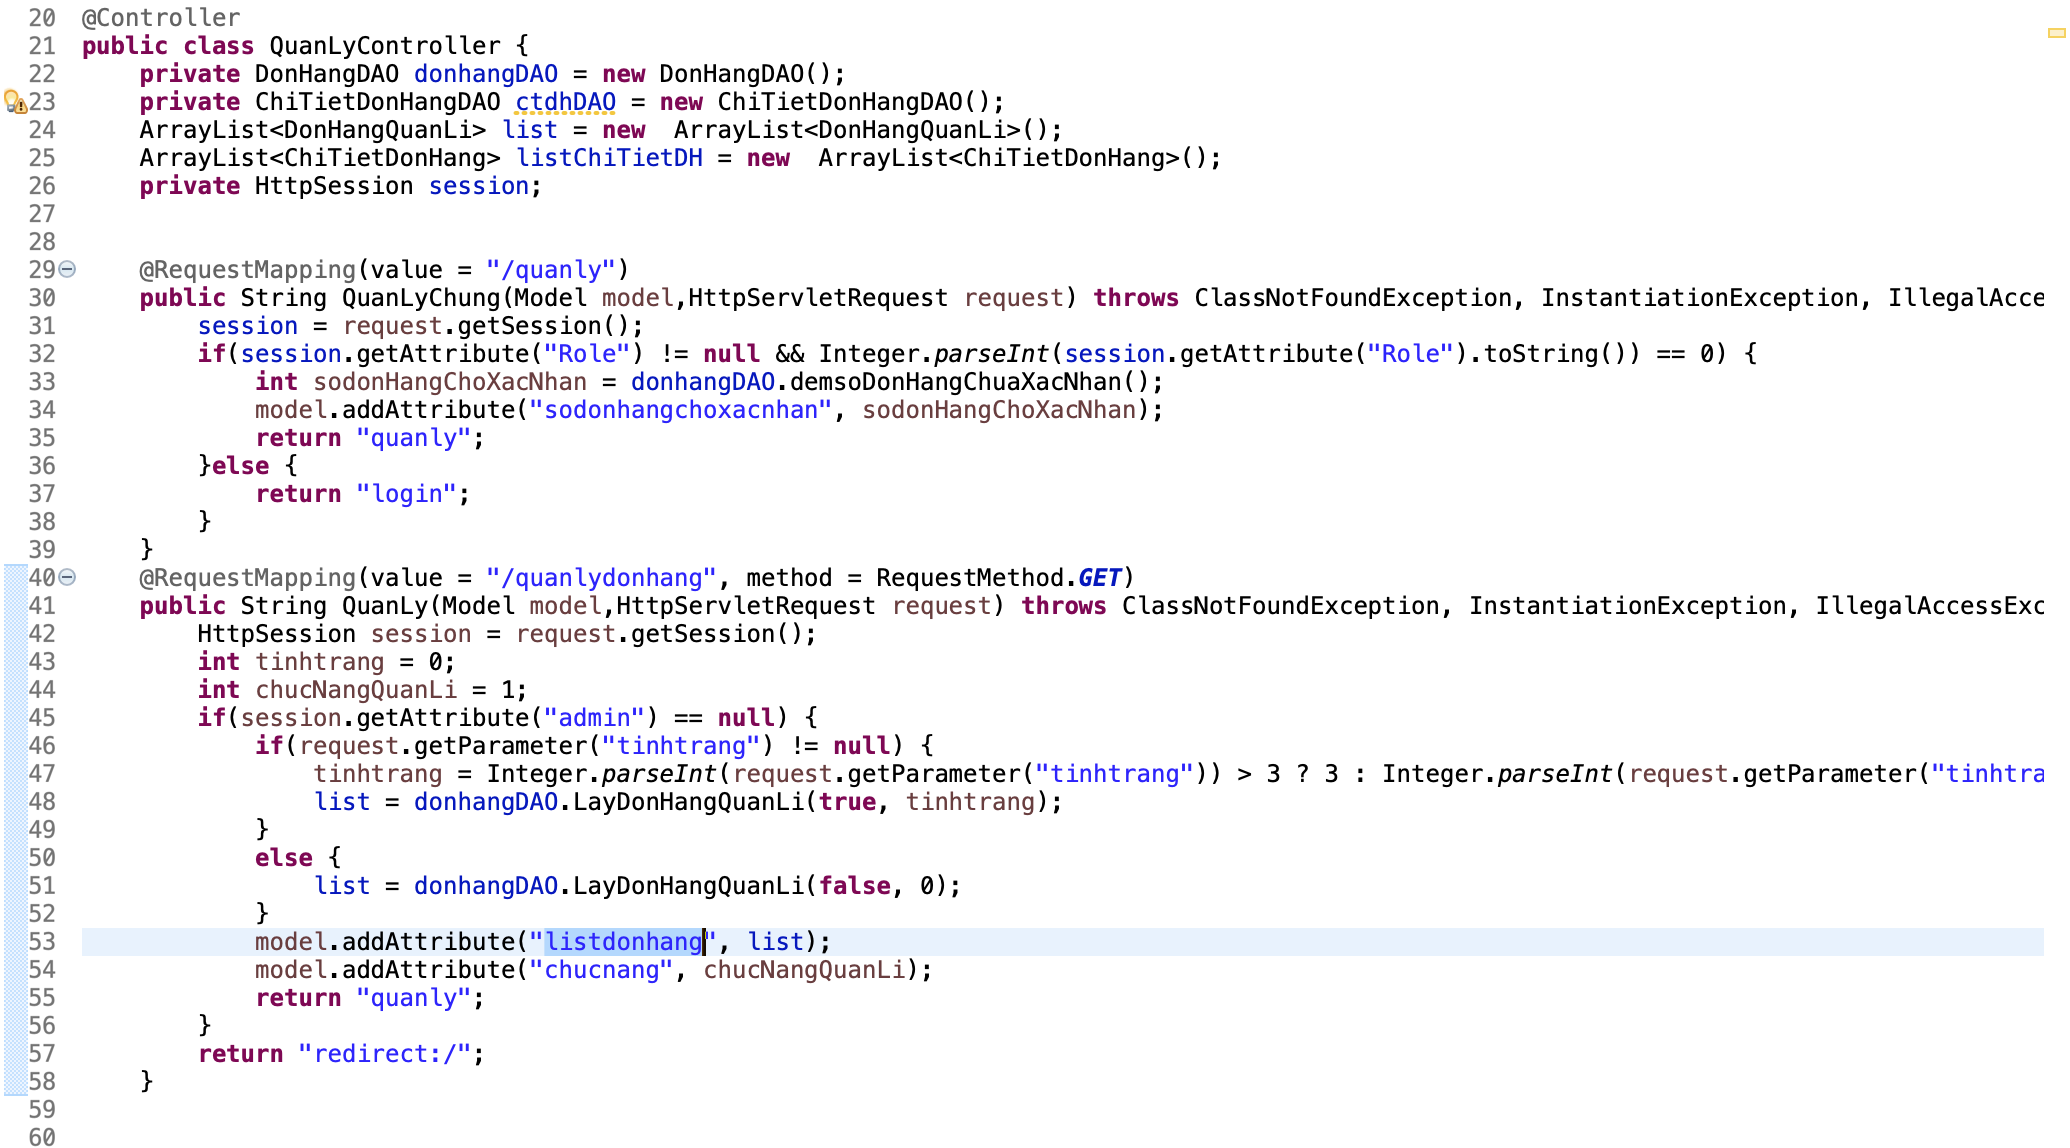 20 @Controller
21 public class QuanLyController {
22     private DonHangDAO donhangDAO = new DonHangDAO();
23     private ChiTietDonHangDAO ctdhDAO = new ChiTietDonHangDAO();
24     ArrayList<DonHangQuanLi> list = new  ArrayList<DonHangQuanLi>();
25     ArrayList<ChiTietDonHang> listChiTietDH = new  ArrayList<ChiTietDonHang>();
26     private HttpSession session;
27
28
29     @RequestMapping(value = "/quanly")
30     public String QuanLyChung(Model model,HttpServletRequest request) throws ClassNotFoundException, InstantiationException, IllegalAcce
31         session = request.getSession();
32         if(session.getAttribute("Role") != null && Integer.parseInt(session.getAttribute("Role").toString()) == 0) {
33             int sodonHangChoXacNhan = donhangDAO.demsoDonHangChuaXacNhan();
34             model.addAttribute("sodonhangchoxacnhan", sodonHangChoXacNhan);
35             return "quanly";
36         }else {
37             return "login";
38         }
39     }
40     @RequestMapping(value = "/quanlydonhang", method = RequestMethod.GET)
41     public String QuanLy(Model model,HttpServletRequest request) throws ClassNotFoundException, InstantiationException, IllegalAccessExc
42         HttpSession session = request.getSession();
43         int tinhtrang = 0;
44         int chucNangQuanLi = 1;
45         if(session.getAttribute("admin") == null) {
46             if(request.getParameter("tinhtrang") != null) {
47                 tinhtrang = Integer.parseInt(request.getParameter("tinhtrang")) > 3 ? 3 : Integer.parseInt(request.getParameter("tinhtra
48                 list = donhangDAO.LayDonHangQuanLi(true, tinhtrang);
49             }
50             else {
51                 list = donhangDAO.LayDonHangQuanLi(false, 0);
52             }
53             model.addAttribute("listdonhang", list);
54             model.addAttribute("chucnang", chucNangQuanLi);
55             return "quanly";
56         }
57         return "redirect:/";
58     }
59
60